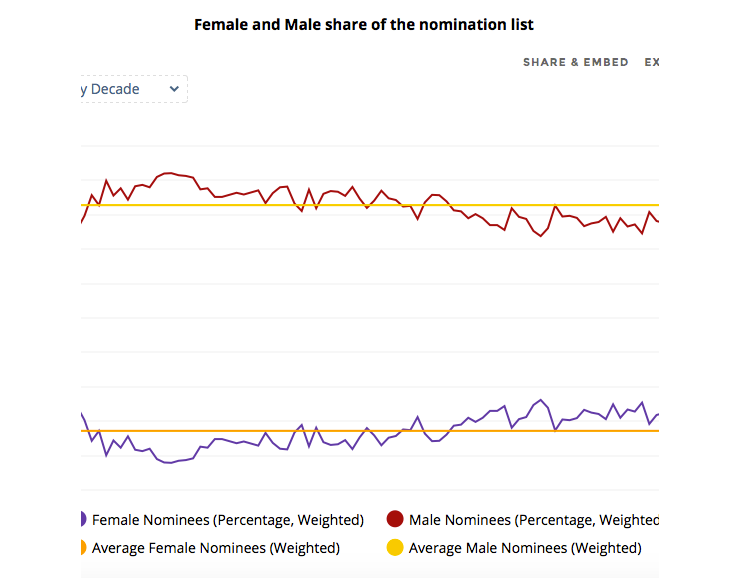 Female and Male share of the nomination list
SHARE & EMBED EX
y Decade
Female Nominees (Percentage, Weighted)
Male Nominees (Percentage, Weighted
Average Female Nominees (Weighted)
Average Male Nominees (Weighted)